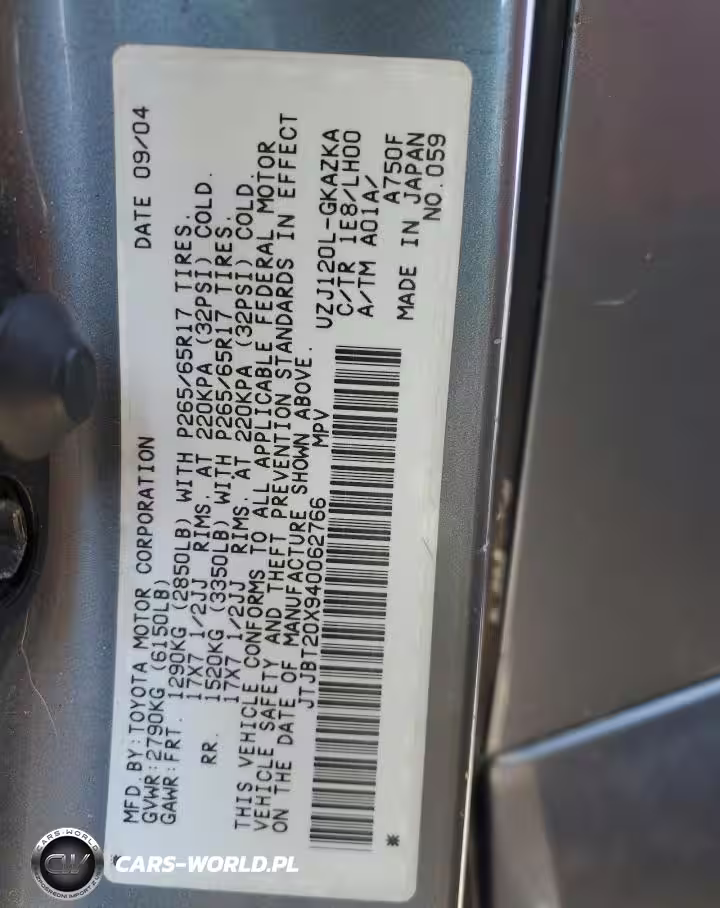 MFD.BY:TOYOTA MOTOR CORPORATION DATE 09/04
GVWR:2790KG (6150LB)
GAWR:FRT. 1290KG (2850LB) WITH P265/65R17 TIRES.
17X7 1/2JJ RIMS. AT 220KPA (32PSI) COLD.
RR. 1520KG (3350LB) WITH P265/65R17 TIRES.
17X7 1/2JJ RIMS. AT 220KPA (32PSI) COLD.
THIS VEHICLE CONFORMS TO ALL APPLICABLE FEDERAL MOTOR
VEHICLE SAFETY AND THEFT PREVENTION STANDARDS IN EFFECT
ON THE DATE OF MANUFACTURE SHOWN ABOVE.
JTJBT20X940062766 MPV
UZJ120L-GKAZKA
C/TR 1E8/LH00
A/TM A01A/
A750F
MADE IN JAPAN
NO.059
CARS-WORLD
CARS-WORLD.PL